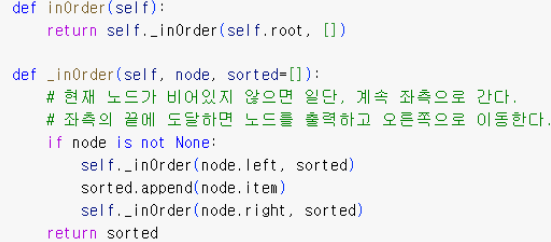 def inOrder(self):
    return self._inOrder(self.root, [])
def _inOrder(self, node, sorted=[]):
    # 현재 노드가 비어있지 않으면 일단, 계속 좌측으로 간다.
    # 좌측의 끝에 도달하면 노드를 출력하고 오른쪽으로 이동한다.
    if node is not None:
        self._inOrder(node.left, sorted)
        sorted.append(node.item)
        self._inOrder(node.right, sorted)
    return sorted